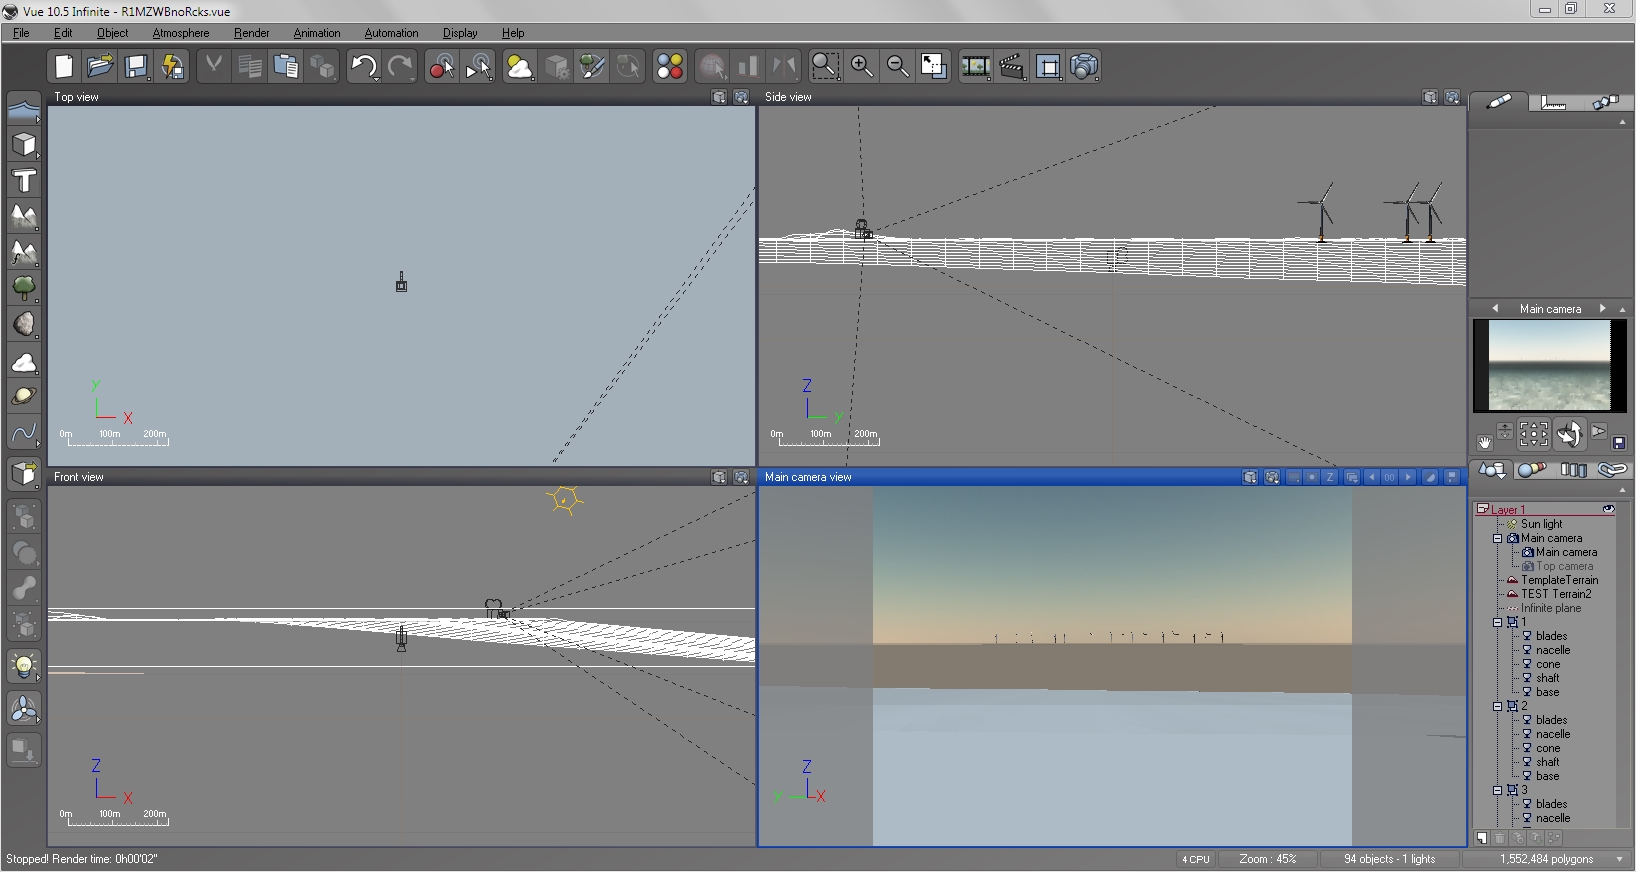 Vue 10.5 Infinite - R1MZWBnoRcks.vue
File Edit Object Atmosphere Render Animation Automation Display Help
Top view
Side view
y
X
0m 100m 200m
Z
y
0m 100m 200m
Main camera
Front view
Main camera view
Z
X
0m 100m 200m
Z
y
X
Layer 1
Sun light
Main camera
Main camera
Top camera
TemplateTerrain
TEST Terrain2
Infinite plane
1
blades
nacelle
cone
shaft
base
2
blades
nacelle
cone
shaft
base
3
blades
nacelle
Stopped! Render time: 0h00'02"
4 CPU
Zoom : 45%
94 objects - 1 lights
1,552,484 polygons